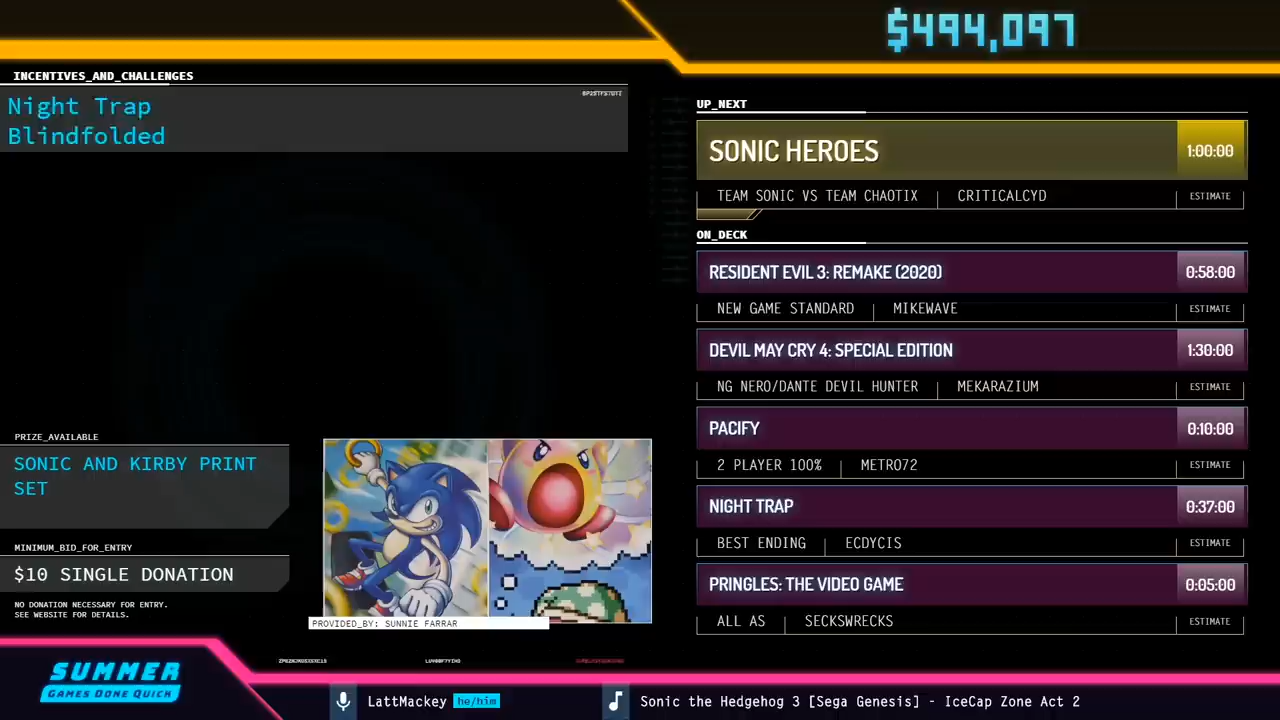 $494,097
INCENTIVES_AND_CHALLENGES
Night Trap
Blindfolded
UP_NEXT
SONIC HEROES 1:00:00
TEAM SONIC VS TEAM CHAOTIX CRITICALCYD ESTIMATE
ON_DECK
RESIDENT EVIL 3: REMAKE (2020) 0:58:00
NEW GAME STANDARD MIKEWAVE ESTIMATE
DEVIL MAY CRY 4: SPECIAL EDITION 1:30:00
NG NERO/DANTE DEVIL HUNTER MEKARAZIUM ESTIMATE
PACIFY 0:10:00
2 PLAYER 100% METRO72 ESTIMATE
NIGHT TRAP 0:37:00
BEST ENDING ECDYCIS ESTIMATE
PRINGLES: THE VIDEO GAME 0:05:00
ALL AS SECKSWRECKS ESTIMATE
PRIZE_AVAILABLE
SONIC AND KIRBY PRINT
SET
MINIMUM_BID_FOR_ENTRY
$10 SINGLE DONATION
NO DONATION NECESSARY FOR ENTRY.
SEE WEBSITE FOR DETAILS.
PROVIDED_BY: SUNNIE FARRAR
SUMMER
GAMES DONE QUICK
LattMackey he/him
Sonic the Hedgehog 3 [Sega Genesis] - IceCap Zone Act 2